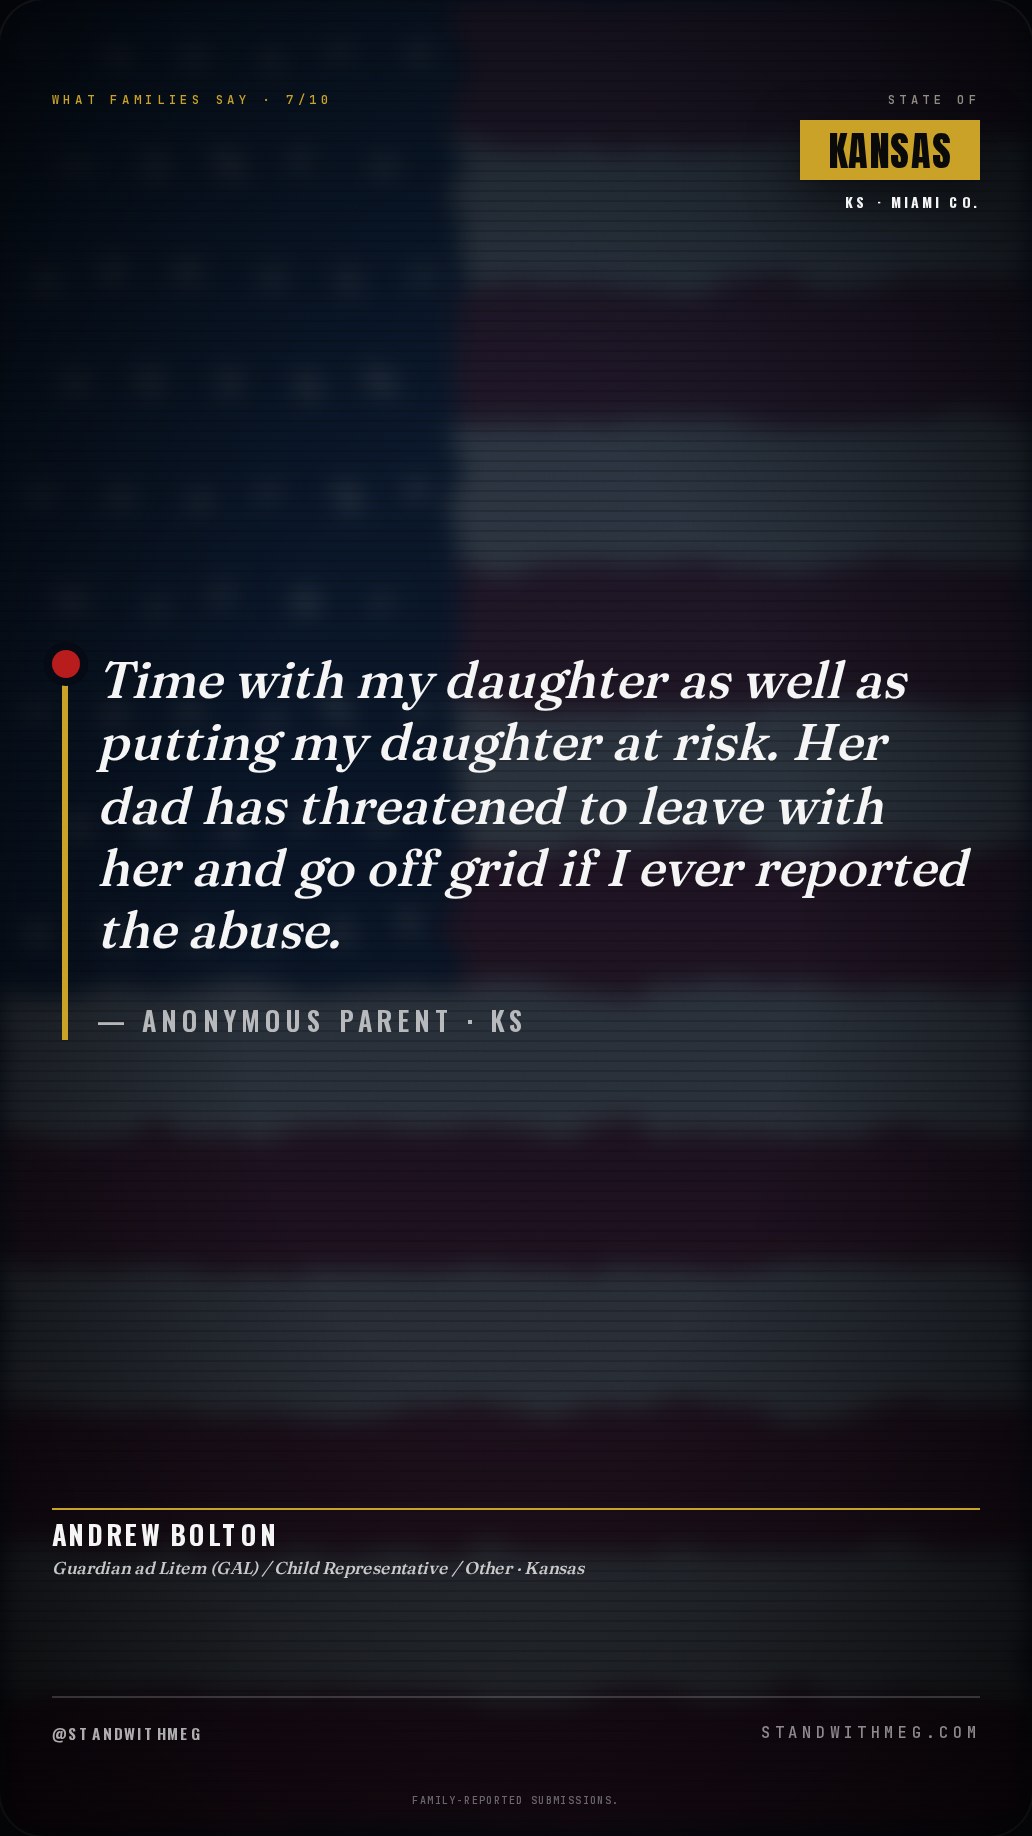 WHAT FAMILIES SAY · 7/10
STATE OF
KANSAS
KS · MIAMI CO.
Time with my daughter as well as
putting my daughter at risk. Her
dad has threatened to leave with
her and go off grid if I ever reported
the abuse.
— ANONYMOUS PARENT · KS
ANDREW BOLTON
Guardian ad Litem (GAL) / Child Representative / Other · Kansas
@STANDWITHMEG
STANDWITHMEG.COM
FAMILY-REPORTED SUBMISSIONS.